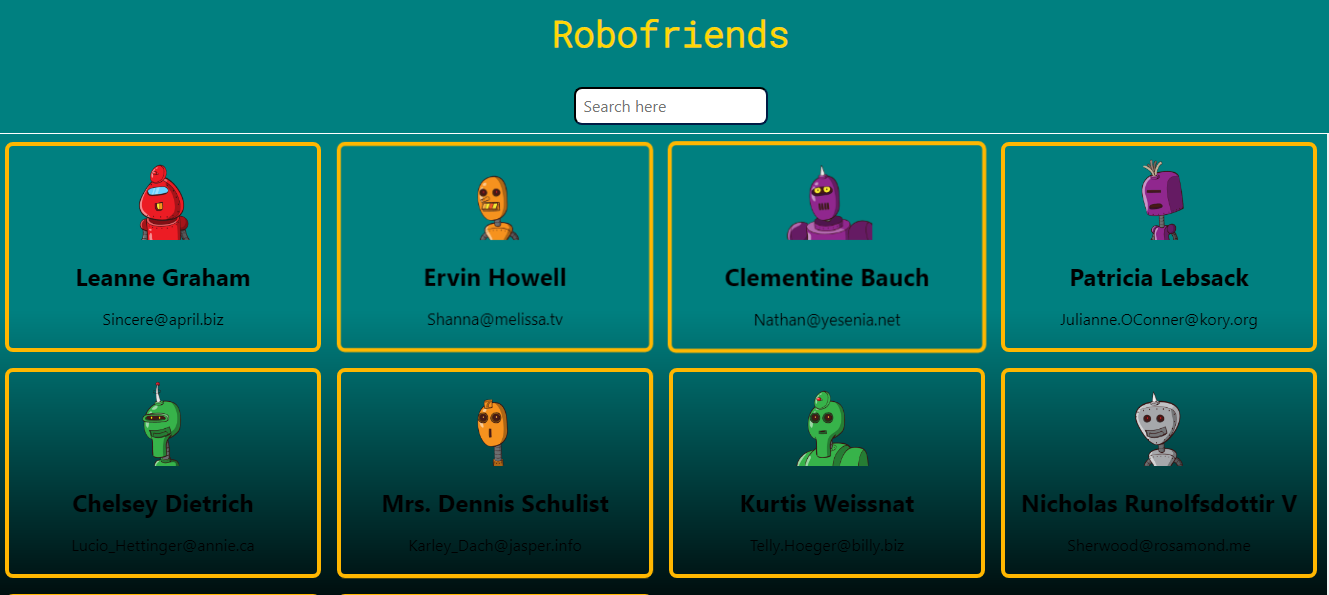 Robofriends
Search here
Leanne Graham
Sincere@april.biz
Ervin Howell
Shanna@melissa.tv
Clementine Bauch
Nathan@yesenia.net
Patricia Lebsack
Julianne.OConner@kory.org
Chelsey Dietrich
Lucio_Hettinger@annie.ca
Mrs. Dennis Schulist
Karley_Dach@jasper.info
Kurtis Weissnat
Telly.Hoeger@billy.biz
Nicholas Runolfsdottir V
Sherwood@rosamond.me